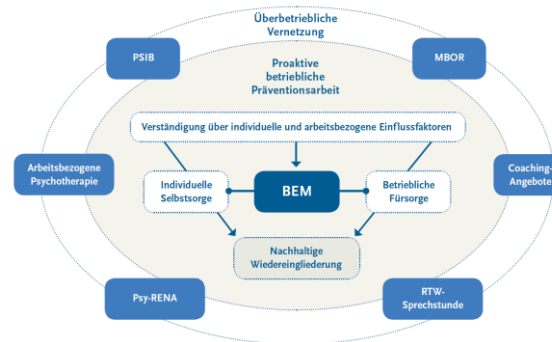 Überbetriebliche
Vernetzung
PSIB
MBOR
Proaktive
betriebliche
Präventionsarbeit
Verständigung über individuelle und arbeitsbezogene Einflussfaktoren
Arbeitsbezogene
Psychotherapie
Individuelle
Selbstsorge
BEM
Betriebliche
Fürsorge
Coaching-
Angebote
Nachhaltige
Wiedereingliederung
Psy-RENA
RTW-
Sprechstunde